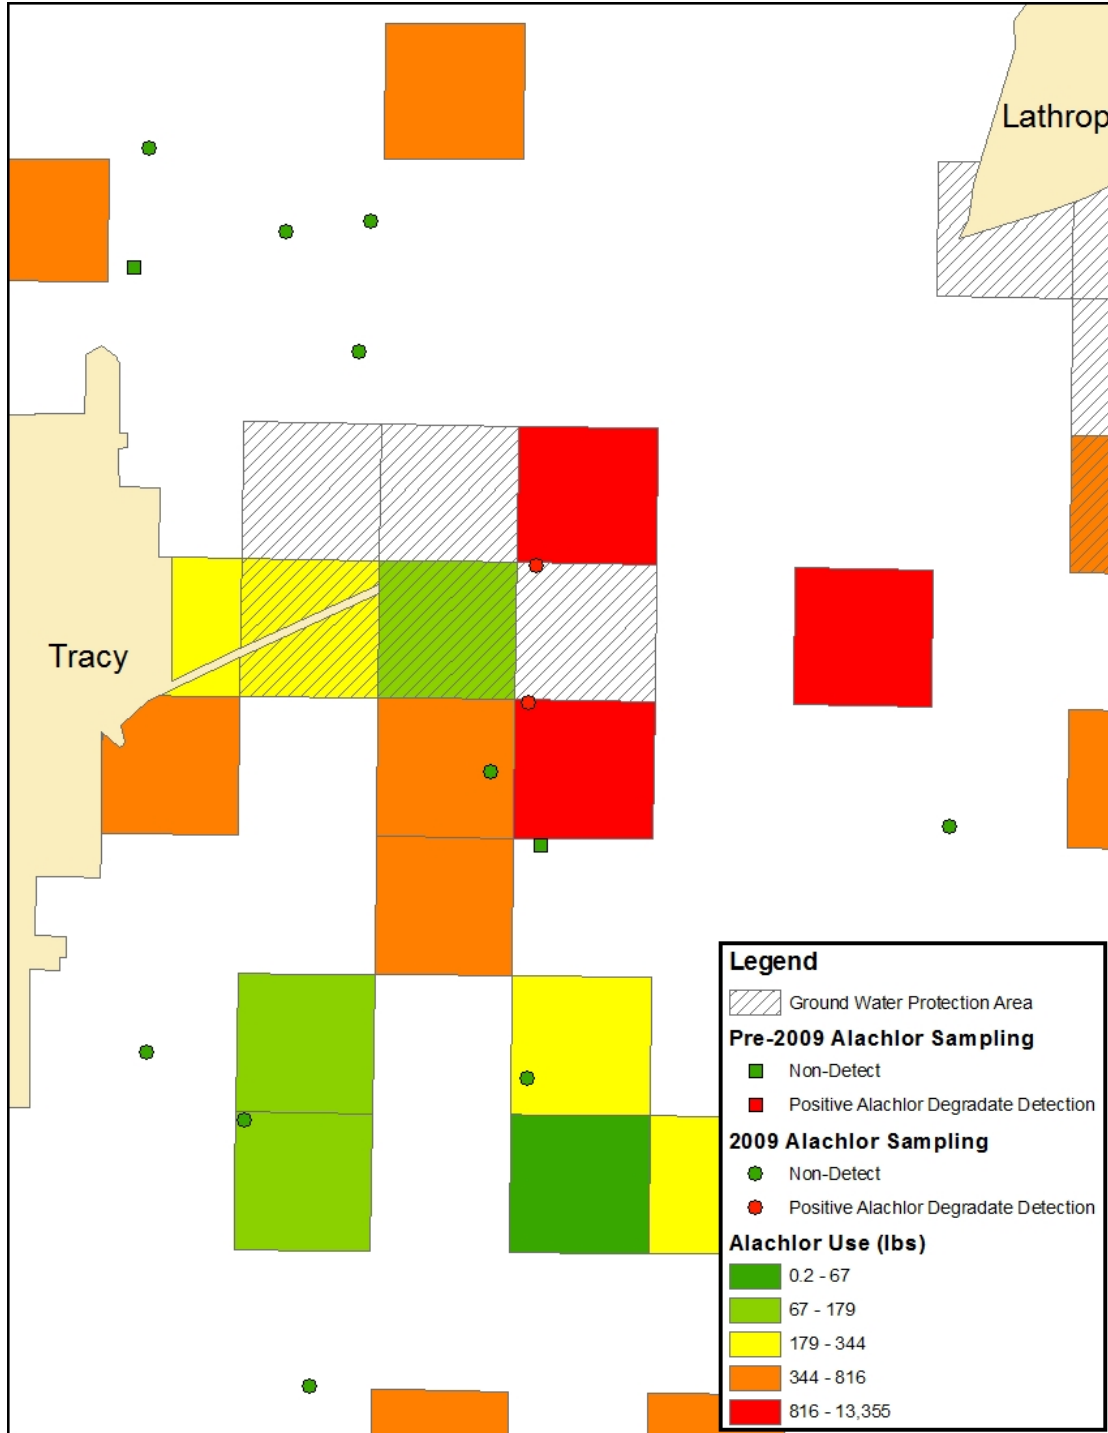 Lathrop
Tracy
Legend
Ground Water Protection Area
Pre-2009 Alachlor Sampling
Non-Detect
Positive Alachlor Degradate Detection
2009 Alachlor Sampling
Non-Detect
Positive Alachlor Degradate Detection
Alachlor Use (lbs)
0.2 - 67
67 - 179
179 - 344
344 - 816
816 - 13,355